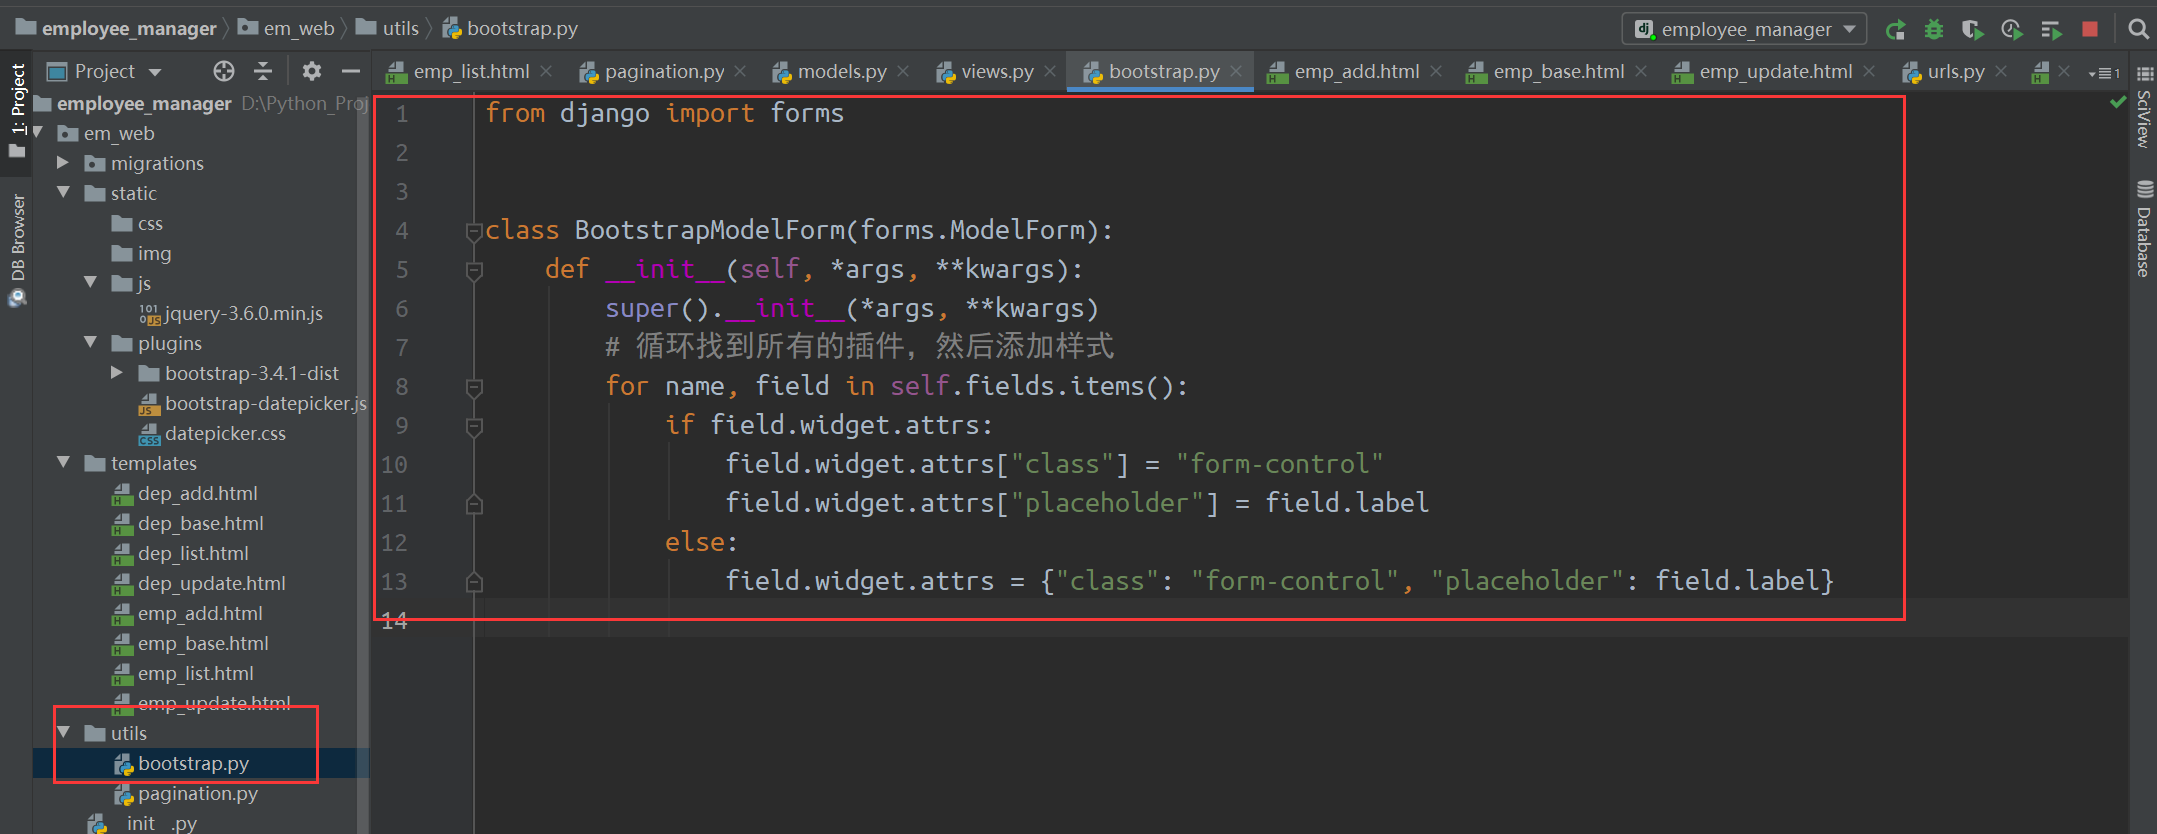 employee_manager em_web utils bootstrap.py employee_manager
Project
emp_list.html pagination.py models.py views.py bootstrap.py emp_add.html emp_base.html emp_update.html urls.py 1
1: Project
DB Browser
SciView
Database
employee_manager D:\Python_Proj
em_web
migrations
static
css
img
js
jquery-3.6.0.min.js
plugins
bootstrap-3.4.1-dist
bootstrap-datepicker.js
datepicker.css
templates
dep_add.html
dep_base.html
dep_list.html
dep_update.html
emp_add.html
emp_base.html
emp_list.html
emp_update.html
utils
bootstrap.py
pagination.py
__init__.py
1 from django import forms
2
3
4 class BootstrapModelForm(forms.ModelForm):
5     def __init__(self, *args, **kwargs):
6         super().__init__(*args, **kwargs)
7         # 循环找到所有的插件，然后添加样式
8         for name, field in self.fields.items():
9             if field.widget.attrs:
10                 field.widget.attrs["class"] = "form-control"
11                 field.widget.attrs["placeholder"] = field.label
12             else:
13                 field.widget.attrs = {"class": "form-control", "placeholder": field.label}
14